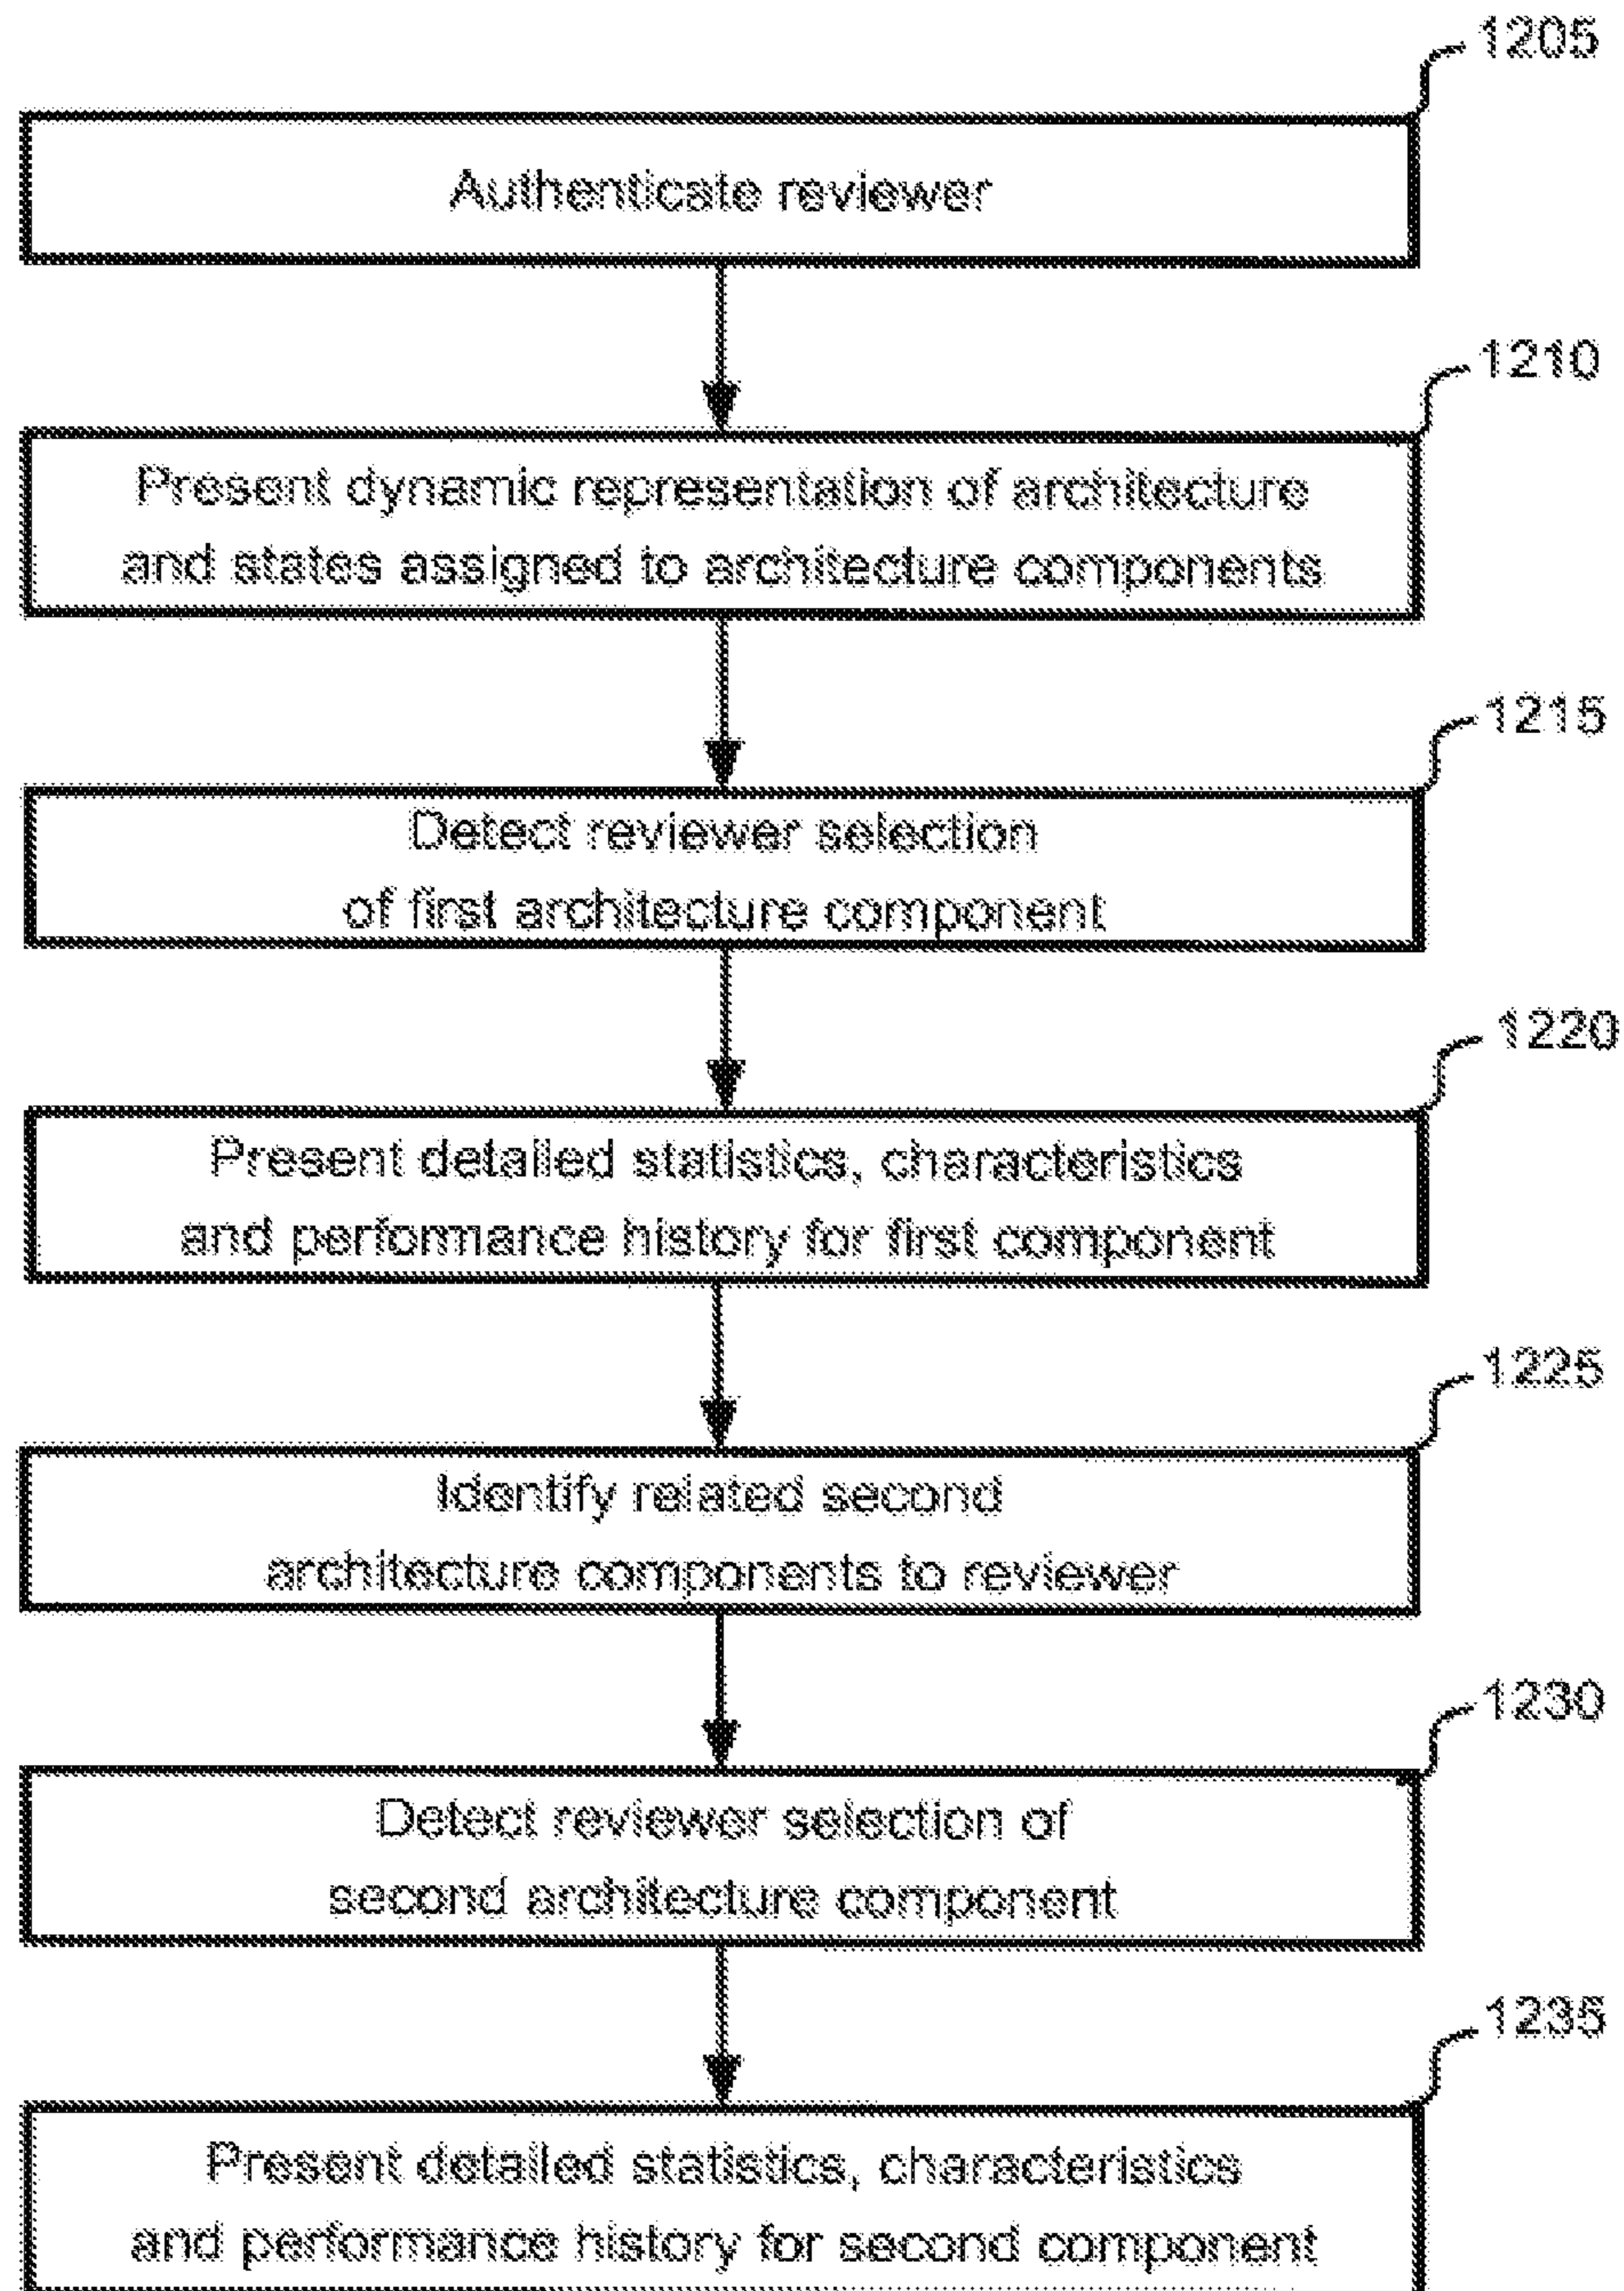 1205
Authenticate reviewer
1210
Present dynamic representation of architecture
and states assigned to architecture components
1215
Detect reviewer selection
of first architecture component
1220
Present detailed statistics, characteristics
and performance history for first component
1225
Identify related second
architecture components to reviewer
1230
Detect reviewer selection of
second architecture component
1235
Present detailed statistics, characteristics
and performance history for second component